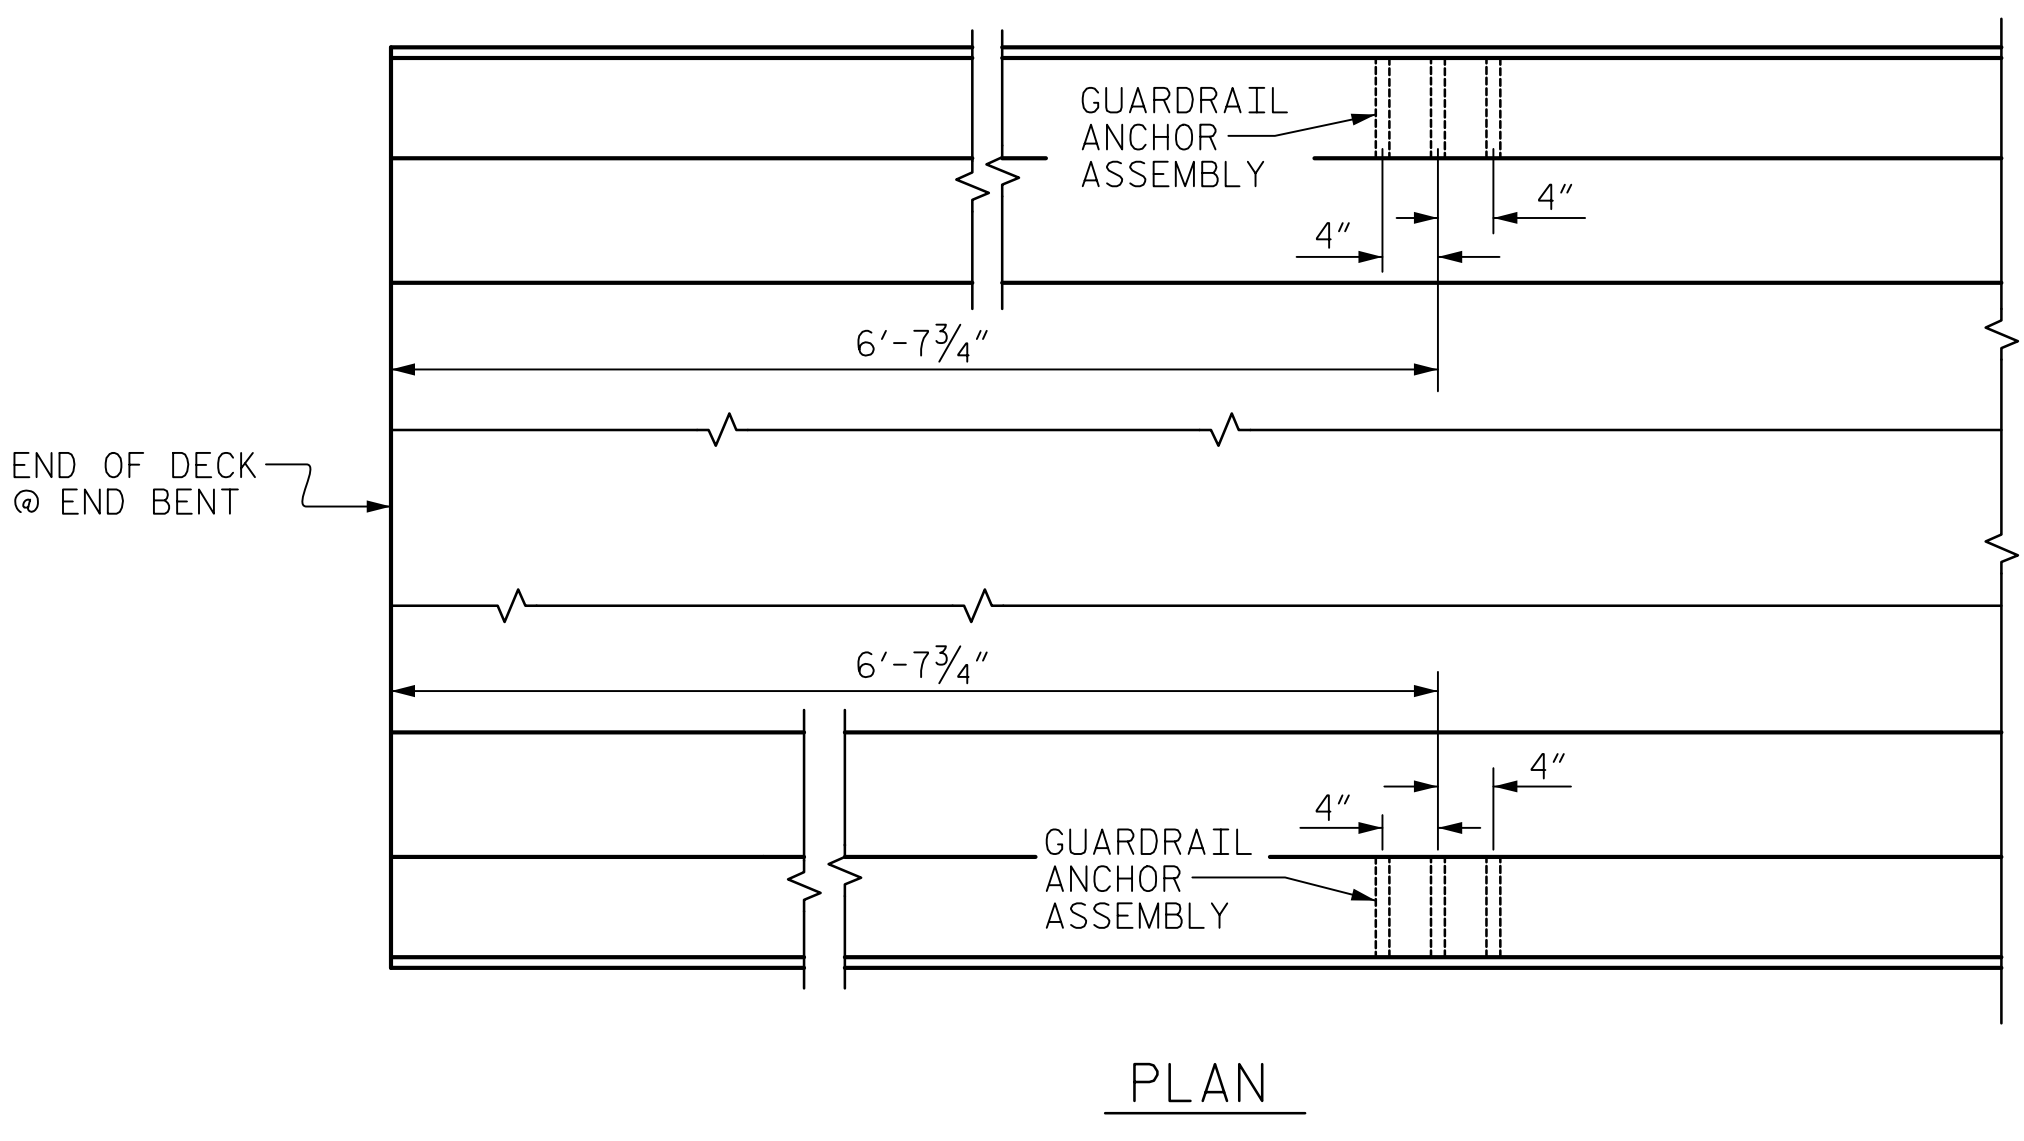 GUARDRAIL
ANCHOR
ASSEMBLY
4"
4"
6'-7¾"
END OF DECK
@ END BENT
6'-7¾"
4"
4"
GUARDRAIL
ANCHOR
ASSEMBLY
PLAN